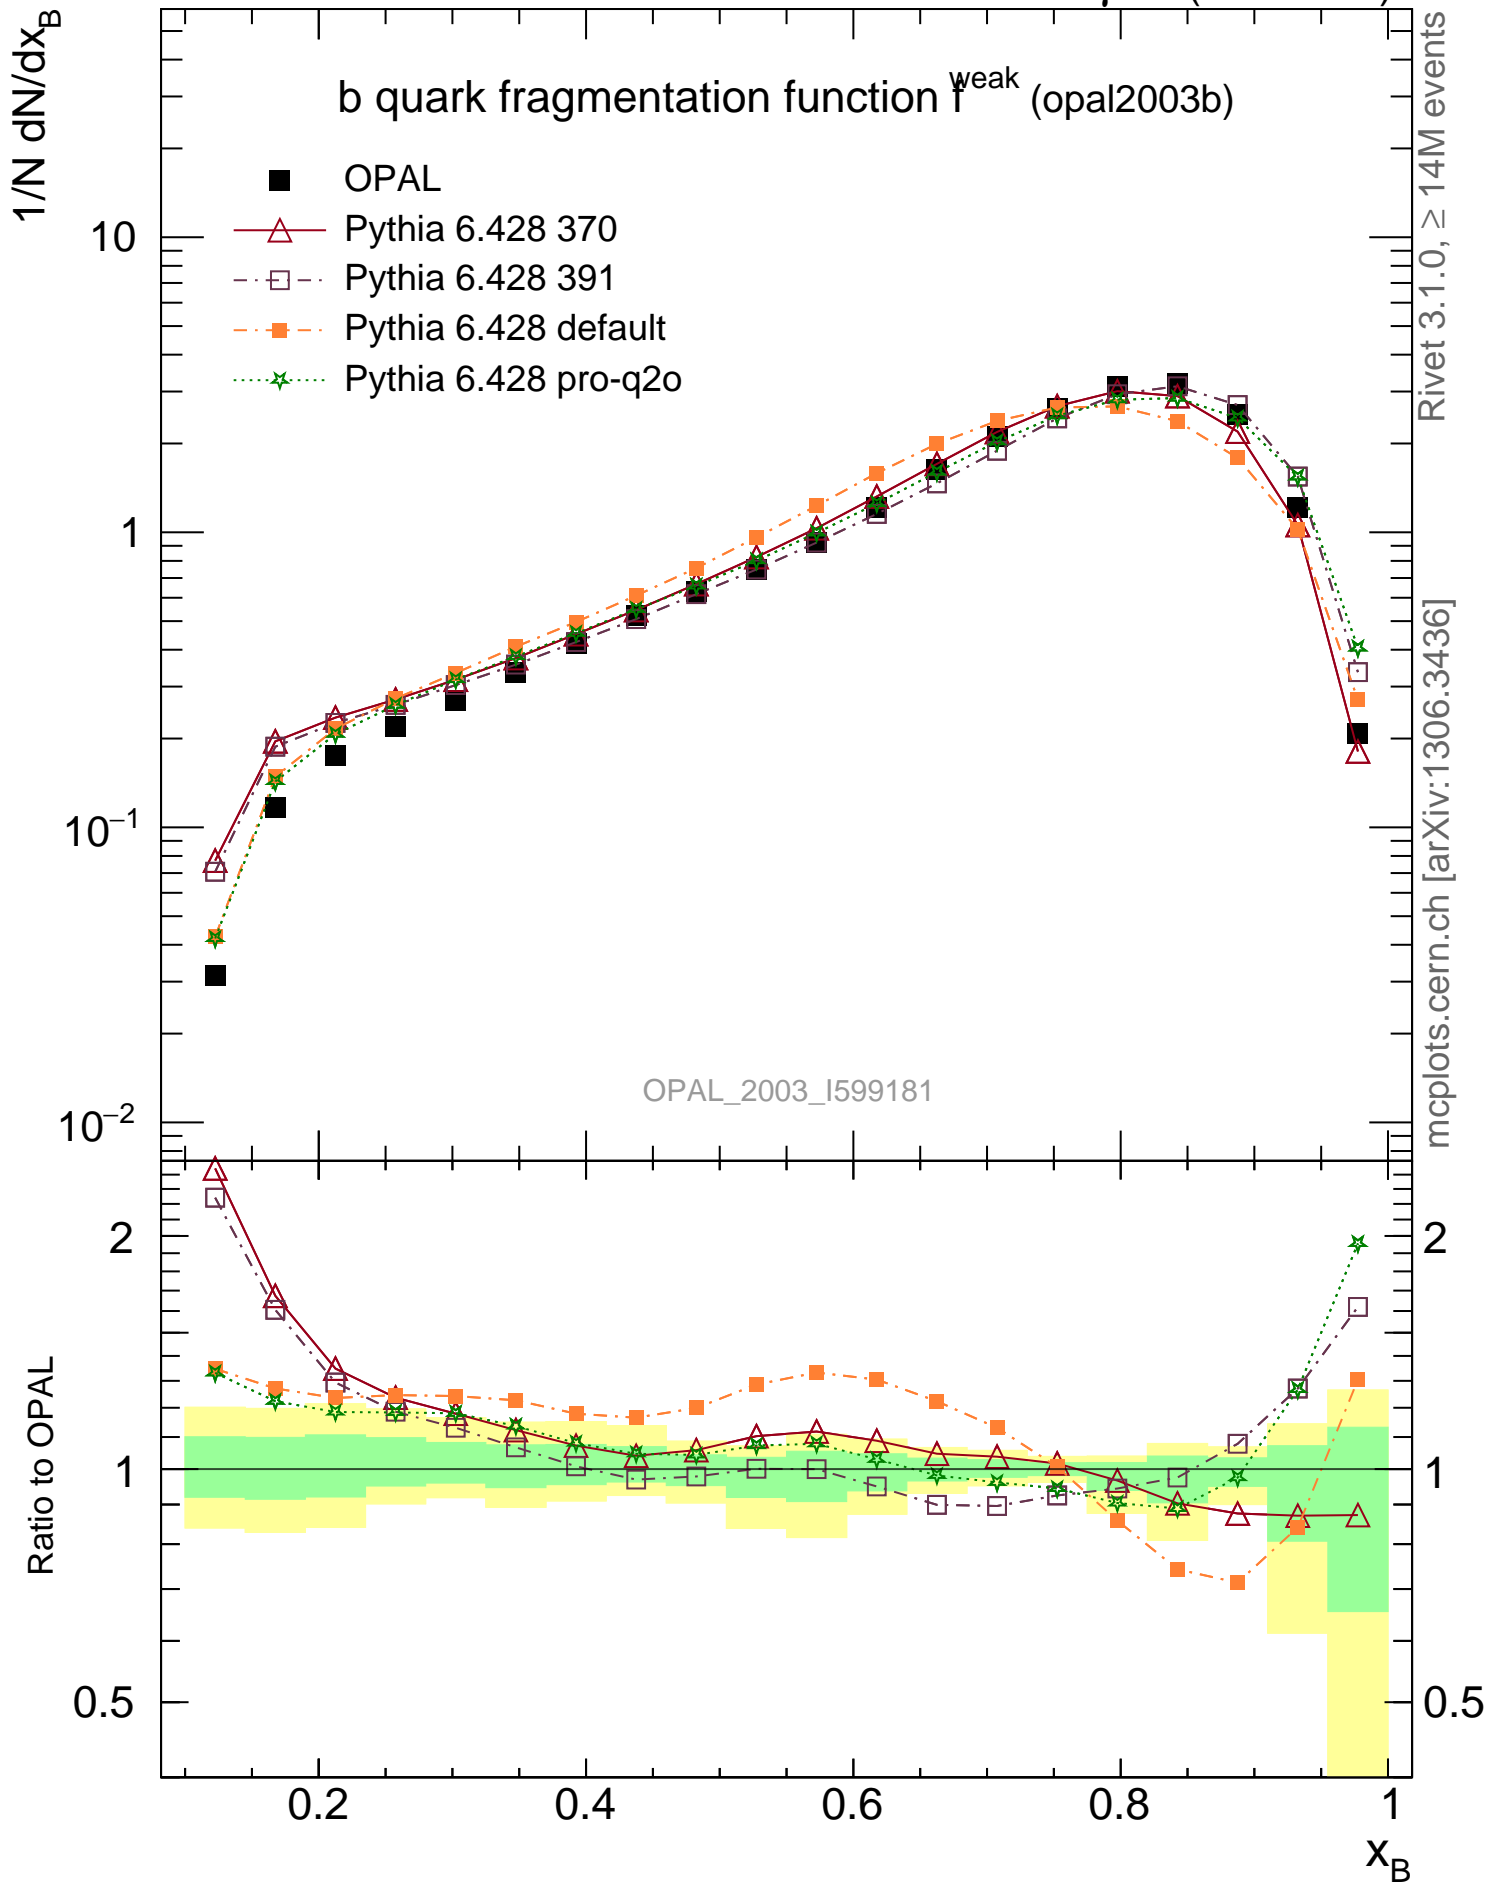 b quark fragmentation function f^weak (opal2003b)
1/N dN/dx_B
OPAL
Pythia 6.428 370
Pythia 6.428 391
Pythia 6.428 default
Pythia 6.428 pro-q2o
10
1
10^−1
10^−2
OPAL_2003_I599181
Rivet 3.1.0, ≥ 14M events
mcplots.cern.ch [arXiv:1306.3436]
Ratio to OPAL
2
1
0.5
2
1
0.5
0.2
0.4
0.6
0.8
1
x_B